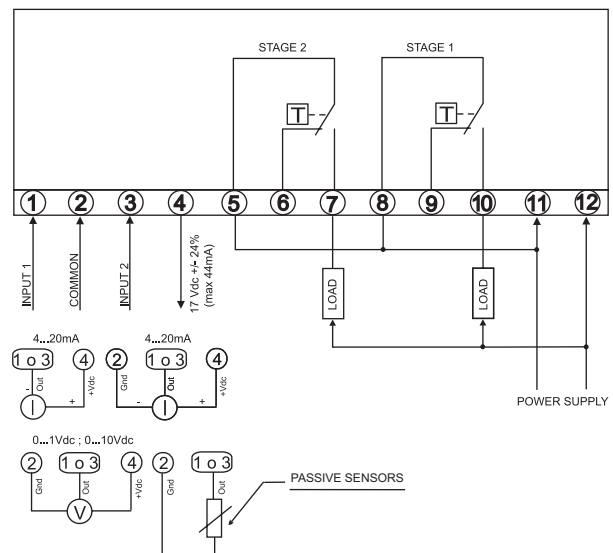 STAGE 2
STAGE 1
T
T
1 2 3 4 5 6 7 8 9 10 11 12
INPUT 1
COMMON
INPUT 2
17 Vdc +/- 24%
(max 44mA)
LOAD
LOAD
POWER SUPPLY
4...20mA
1 o 3
4
-
Out
+
+Vdc
I
4...20mA
2
1 o 3
4
Gnd
-
Out
+
+Vdc
I
0...1Vdc ; 0...10Vdc
2
1 o 3
4
Gnd
Out
+Vdc
V
2
1 o 3
Gnd
Out
PASSIVE SENSORS